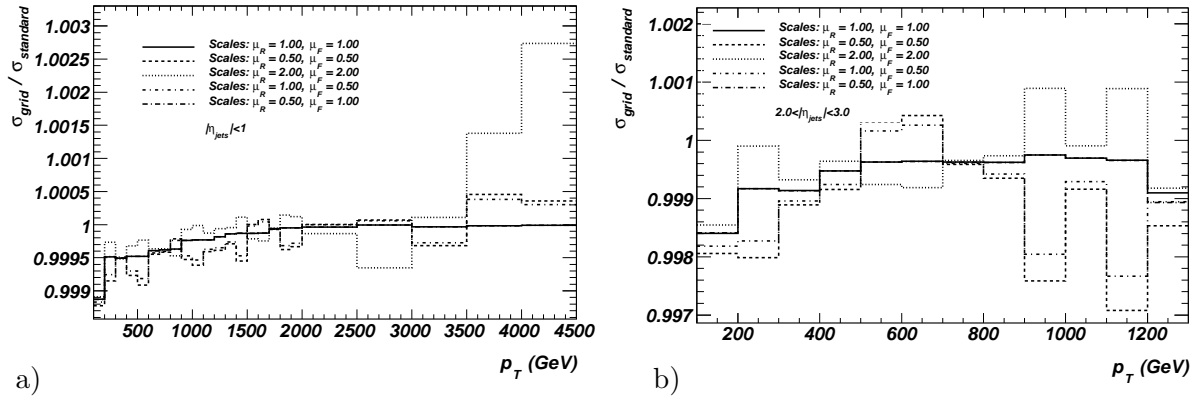 σgrid / σstandard
1.003
1.0025
1.002
1.0015
1.001
1.0005
1
0.9995
0.999
Scales: μR = 1.00, μF = 1.00
Scales: μR = 0.50, μF = 0.50
Scales: μR = 2.00, μF = 2.00
Scales: μR = 1.00, μF = 0.50
Scales: μR = 0.50, μF = 1.00
|ηjets|<1
500 1000 1500 2000 2500 3000 3500 4000 4500
pT (GeV)
a)
σgrid / σstandard
1.002
1.001
1
0.999
0.998
0.997
Scales: μR = 1.00, μF = 1.00
Scales: μR = 0.50, μF = 0.50
Scales: μR = 2.00, μF = 2.00
Scales: μR = 1.00, μF = 0.50
Scales: μR = 0.50, μF = 1.00
2.0<|ηjets|<3.0
200 400 600 800 1000 1200
pT (GeV)
b)